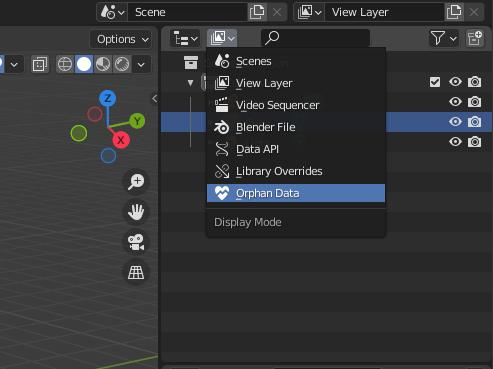 Scene
View Layer
Options
Scenes
View Layer
Video Sequencer
Blender File
Data API
Library Overrides
Orphan Data
Display Mode
Z
Y
X